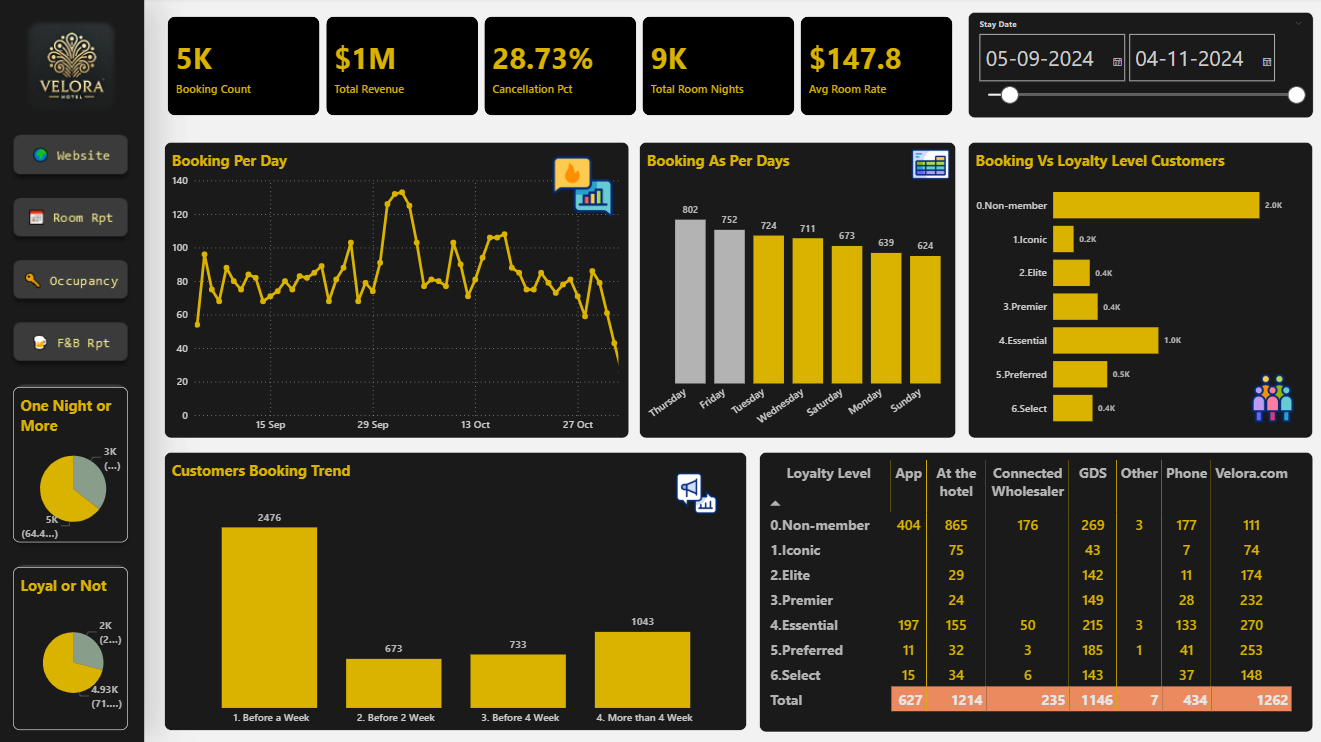 VELORA
HOTEL
Website
Room Rpt
Occupancy
F&B Rpt
One Night or
More
3K
(...)
5K
(64.4...)
Loyal or Not
2K
(2...)
4.93K
(71....)
5K
Booking Count
$1M
Total Revenue
28.73%
Cancellation Pct
9K
Total Room Nights
$147.8
Avg Room Rate
Stay Date
05-09-2024 04-11-2024
Booking Per Day
140
120
100
80
60
40
20
0
15 Sep 29 Sep 13 Oct 27 Oct
Booking As Per Days
802 752 724 711 673 639 624
Thursday Friday Tuesday Wednesday Saturday Monday Sunday
Booking Vs Loyalty Level Customers
0.Non-member 2.0K
1.Iconic 0.2K
2.Elite 0.4K
3.Premier 0.4K
4.Essential 1.0K
5.Preferred 0.5K
6.Select 0.4K
Customers Booking Trend
2476 673 733 1043
1. Before a Week 2. Before 2 Week 3. Before 4 Week 4. More than 4 Week
Loyalty Level App At the hotel Connected Wholesaler GDS Other Phone Velora.com
0.Non-member 404 865 176 269 3 177 111
1.Iconic 75 43 7 74
2.Elite 29 142 11 174
3.Premier 24 149 28 232
4.Essential 197 155 50 215 3 133 270
5.Preferred 11 32 3 185 1 41 253
6.Select 15 34 6 143 37 148
Total 627 1214 235 1146 7 434 1262